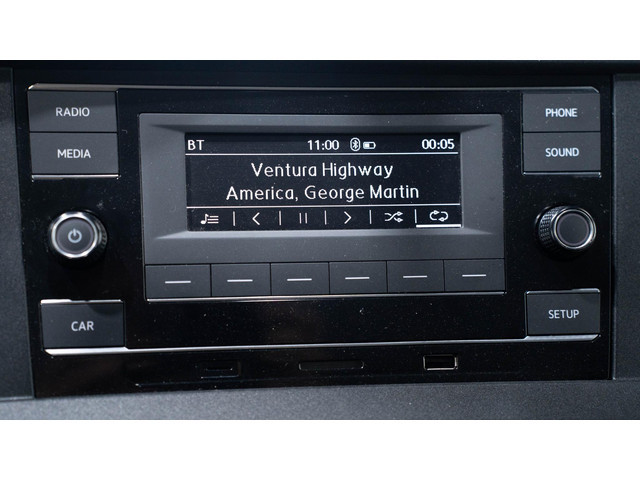 RADIO
MEDIA
CAR
BT 11:00 00:05
Ventura Highway
America, George Martin
PHONE
SOUND
SETUP